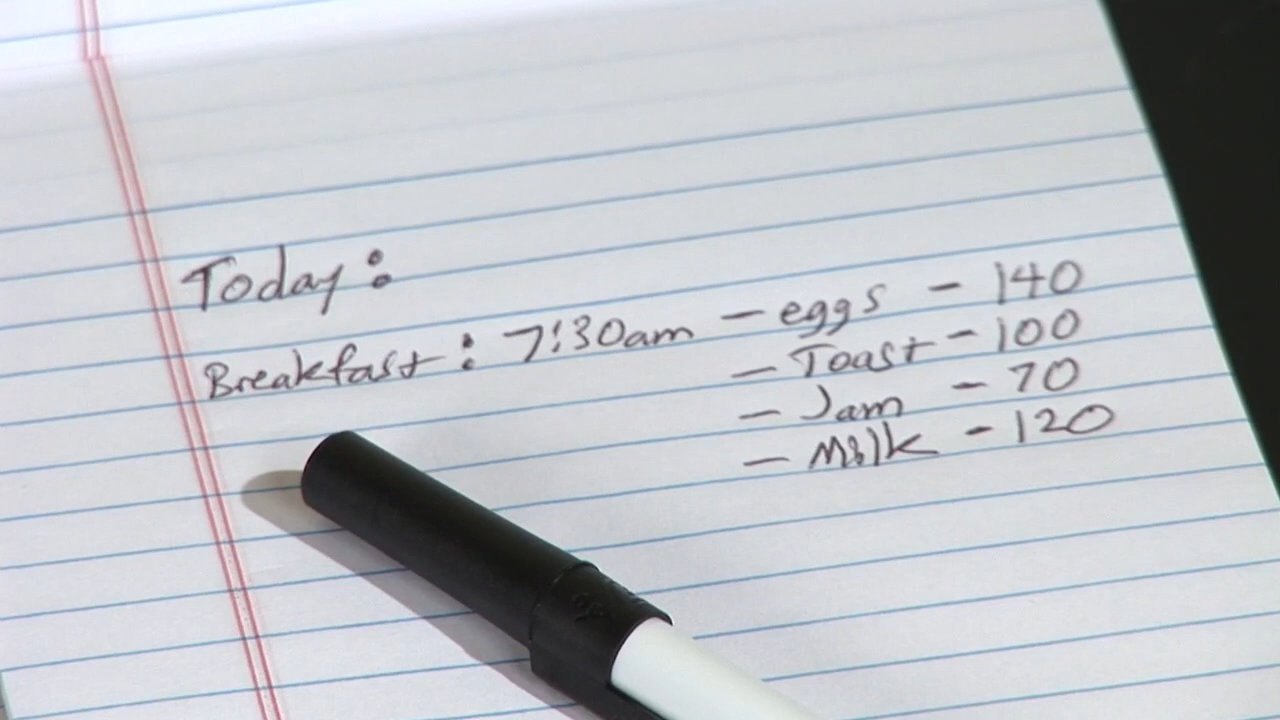 Today:
Breakfast: 7:30am - eggs - 140
- Toast - 100
- Jam - 70
- Milk - 120